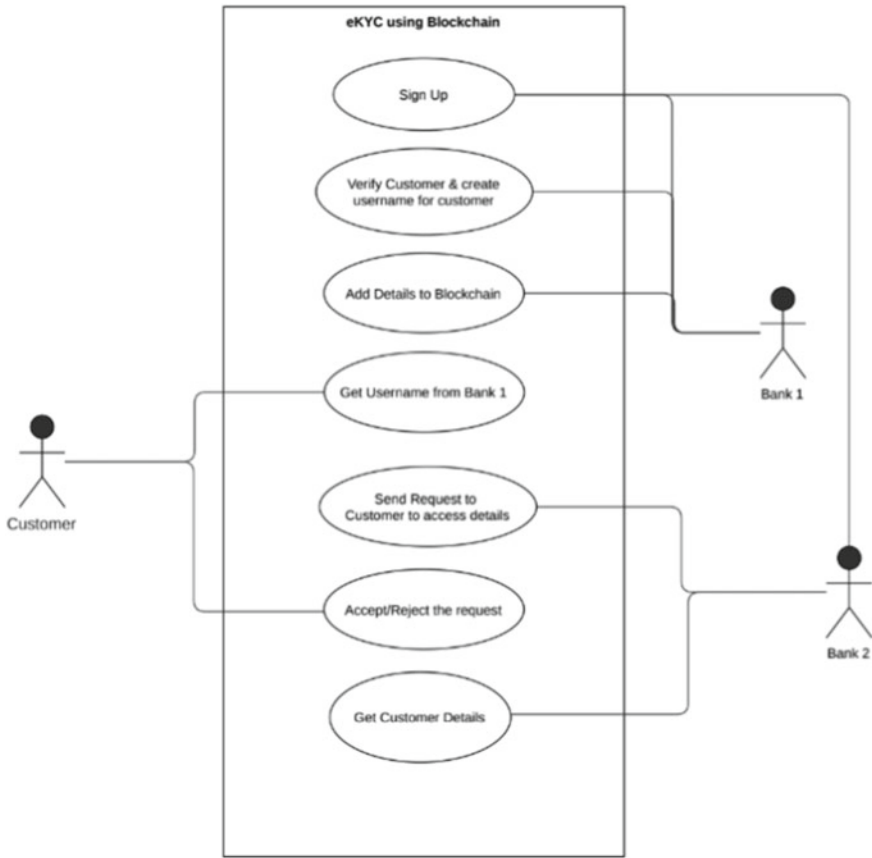 eKYC using Blockchain
Sign Up
Verify Customer & create
username for customer
Add Details to Blockchain
Bank 1
Get Username from Bank 1
Customer
Send Request to
Customer to access details
Accept/Reject the request
Bank 2
Get Customer Details